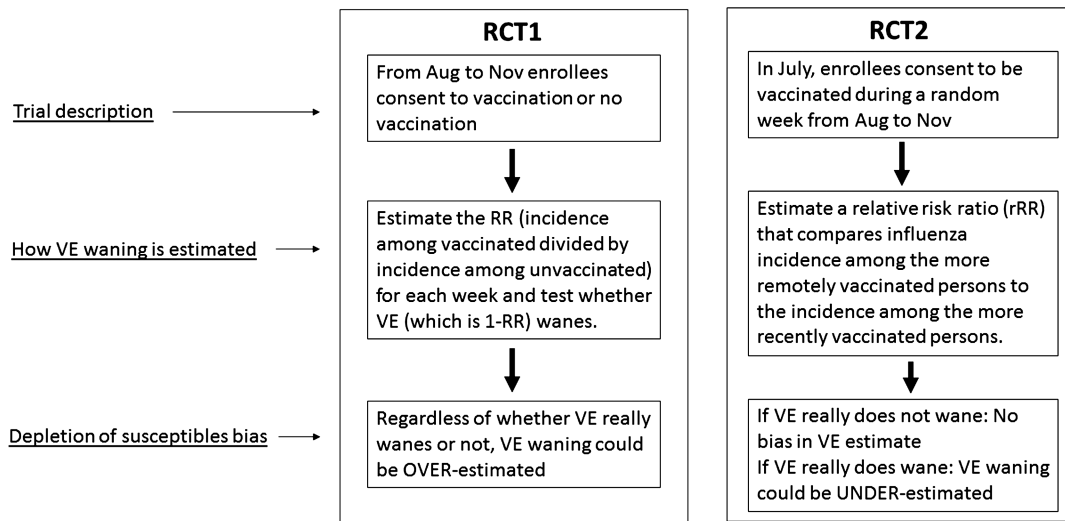 RCT1
RCT2
Trial description
From Aug to Nov enrollees
consent to vaccination or no
vaccination
In July, enrollees consent to be
vaccinated during a random
week from Aug to Nov
How VE waning is estimated
Estimate the RR (incidence
among vaccinated divided by
incidence among unvaccinated)
for each week and test whether
VE (which is 1-RR) wanes.
Estimate a relative risk ratio (rRR)
that compares influenza
incidence among the more
remotely vaccinated persons to
the incidence among the more
recently vaccinated persons.
Depletion of susceptibles bias
Regardless of whether VE really
wanes or not, VE waning could
be OVER-estimated
If VE really does not wane: No
bias in VE estimate
If VE really does wane: VE waning
could be UNDER-estimated